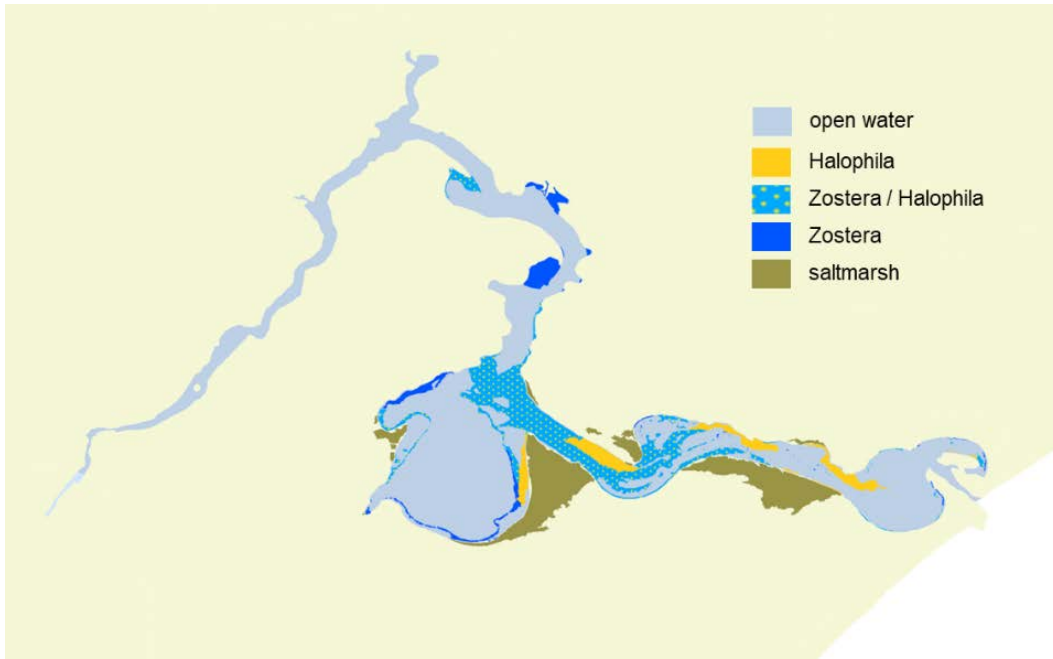 open water
Halophila
Zostera / Halophila
Zostera
saltmarsh